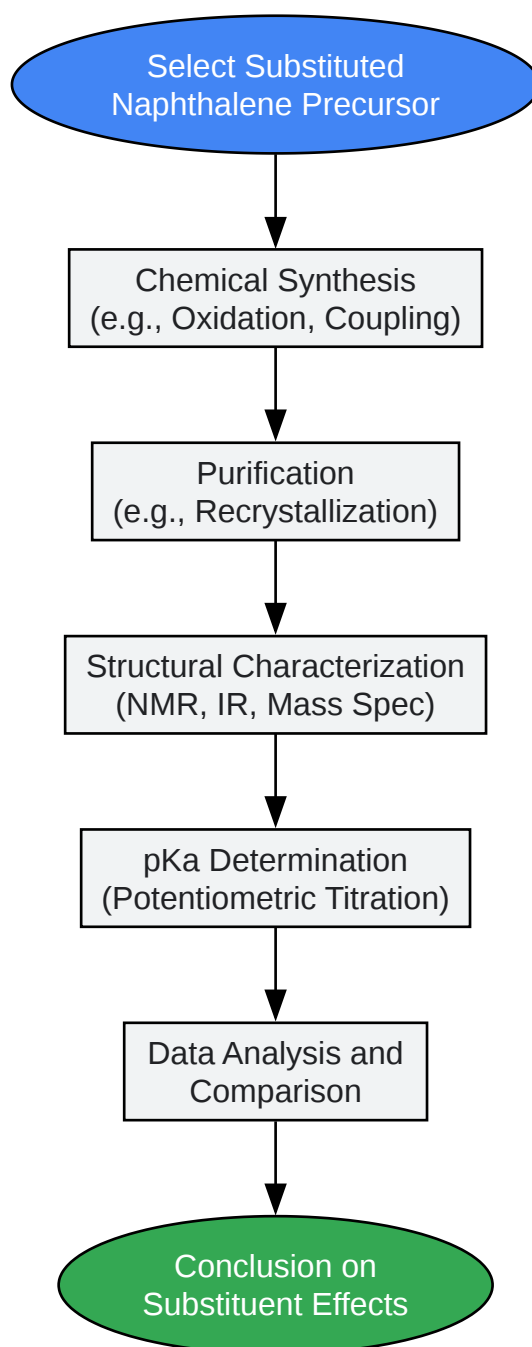 Select Substituted
Naphthalene Precursor
Chemical Synthesis
(e.g., Oxidation, Coupling)
Purification
(e.g., Recrystallization)
Structural Characterization
(NMR, IR, Mass Spec)
pKa Determination
(Potentiometric Titration)
Data Analysis and
Comparison
Conclusion on
Substituent Effects